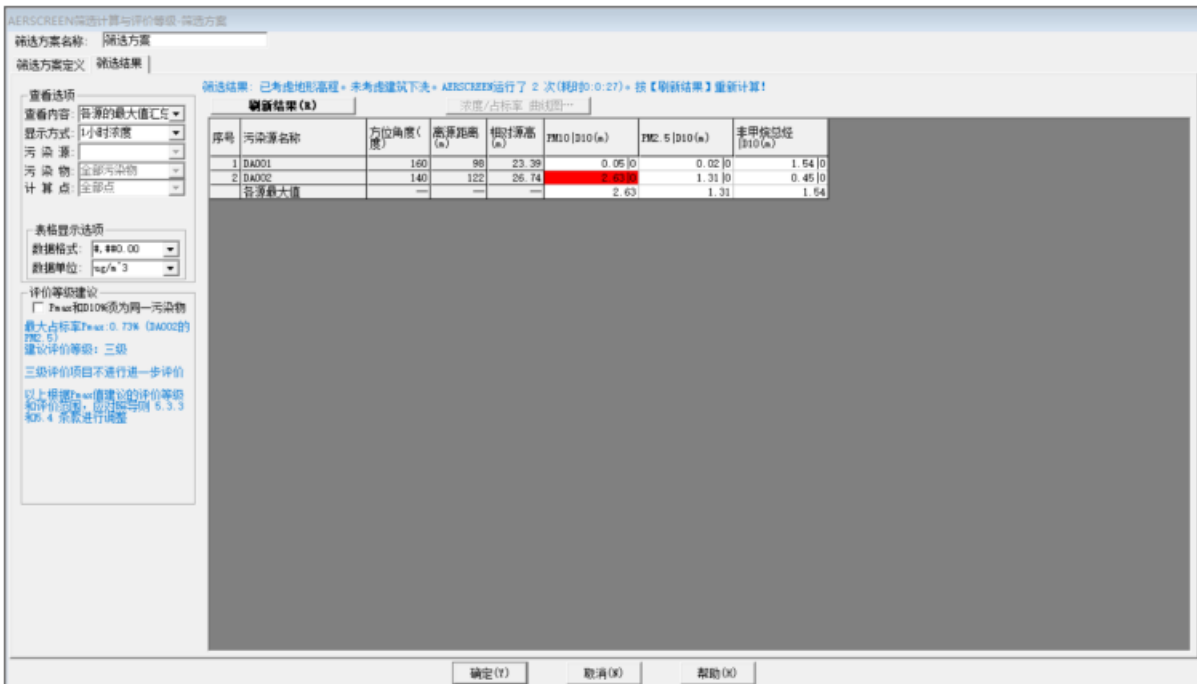 AERSCREEN筛选计算与评价等级-筛选方案
筛选方案名称: 筛选方案
筛选方案定义 筛选结果
筛选结果: 已考虑地形高程。未考虑建筑下洗。AERSCREEN运行了 2 次(耗时0:0:27)。按【刷新结果】重新计算!
查看选项
查看内容: 各源的最大值汇总
显示方式: 1小时浓度
污 染 源:
污 染 物: 全部污染物
计 算 点: 全部点
表格显示选项
数据格式: #,##0.00
数据单位: ug/m^3
评价等级建议
Pmax和D10%须为同一污染物
最大占标率Pmax:0.73% (DA002的
PM2.5)
建议评价等级: 三级
三级评价项目不进行进一步评价
以上根据Pmax值建议的评价等级
和评价范围, 应对照导则 5.3.3
和5.4 条款进行调整
刷新结果(R) 浓度/占标率 曲线图…
序号 污染源名称 方位角度(度) 离源距离(m) 相对源高(m) PM10|D10(m) PM2.5|D10(m) 非甲烷总烃|D10(m)
1 DA001 160 98 23.39 0.05|0 0.02|0 1.54|0
2 DA002 140 122 26.74 2.63|0 1.31|0 0.45|0
各源最大值 — — — 2.63 1.31 1.54
确定(Y) 取消(N) 帮助(H)